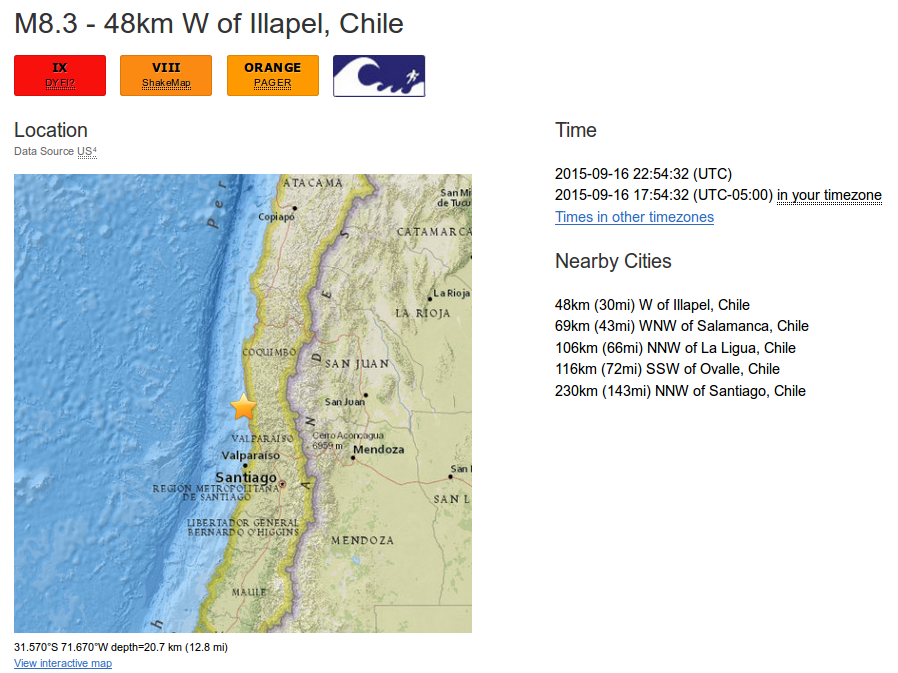 M8.3 - 48km W of Illapel, Chile
IX
DYFI?
VIII
ShakeMap
ORANGE
PAGER
Location
Data Source US⁴
ATACAMA
Copiapó
San Mi
de Tucu
CATAMARCA
La Rioja
LA RIOJA
COQUIMBO
SAN JUAN
San Juan
VALPARAISO
Cerro Aconcagua
6959 m
Valparaíso
Mendoza
Santiago
REGION METROPOLITANA
DE SANTIAGO
San
SAN L
LIBERTADOR GENERAL
BERNARDO O'HIGGINS
MENDOZA
MAULE
A N D E S
P e r
h
31.570°S 71.670°W depth=20.7 km (12.8 mi)
View interactive map
Time
2015-09-16 22:54:32 (UTC)
2015-09-16 17:54:32 (UTC-05:00) in your timezone
Times in other timezones
Nearby Cities
48km (30mi) W of Illapel, Chile
69km (43mi) WNW of Salamanca, Chile
106km (66mi) NNW of La Ligua, Chile
116km (72mi) SSW of Ovalle, Chile
230km (143mi) NNW of Santiago, Chile